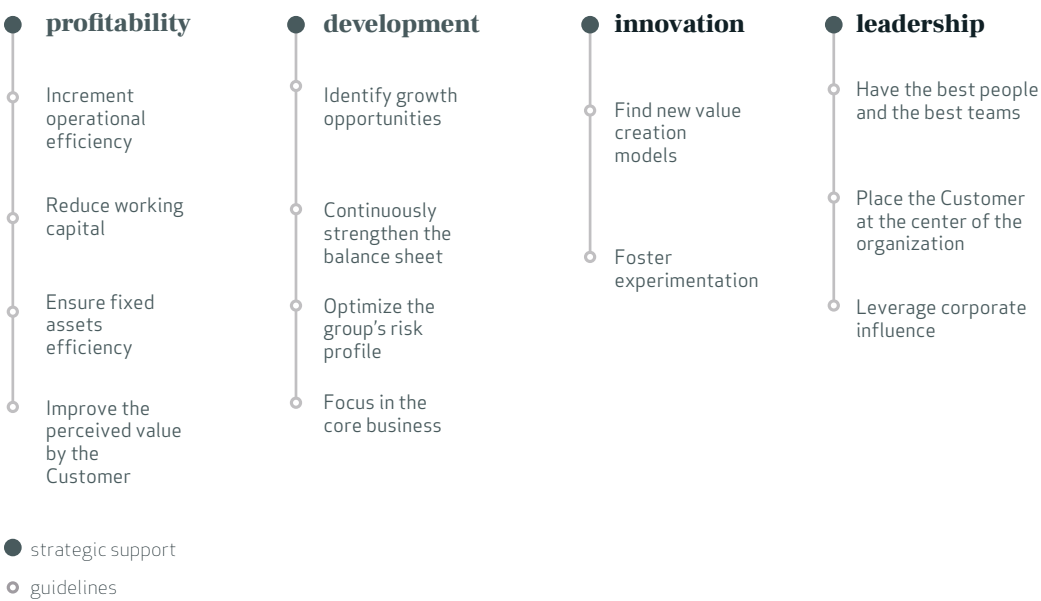 profitability
Increment
operational
efficiency
Reduce working
capital
Ensure fixed
assets
efficiency
Improve the
perceived value
by the
Customer
development
Identify growth
opportunities
Continuously
strengthen the
balance sheet
Optimize the
group's risk
profile
Focus in the
core business
innovation
Find new value
creation
models
Foster
experimentation
leadership
Have the best people
and the best teams
Place the Customer
at the center of the
organization
Leverage corporate
influence
strategic support
guidelines